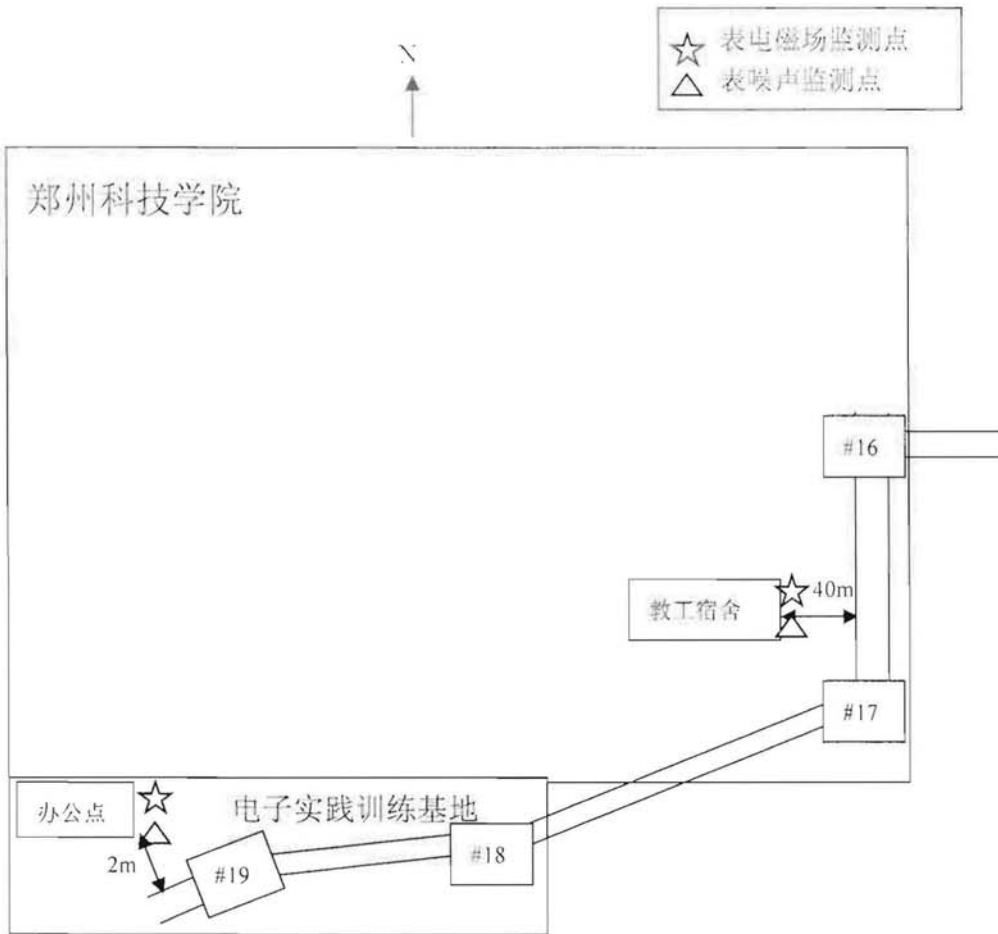 N
表电磁场监测点
表噪声监测点
郑州科技学院
#16
40m
教工宿舍
#17
办公点
电子实践训练基地
#18
2m
#19